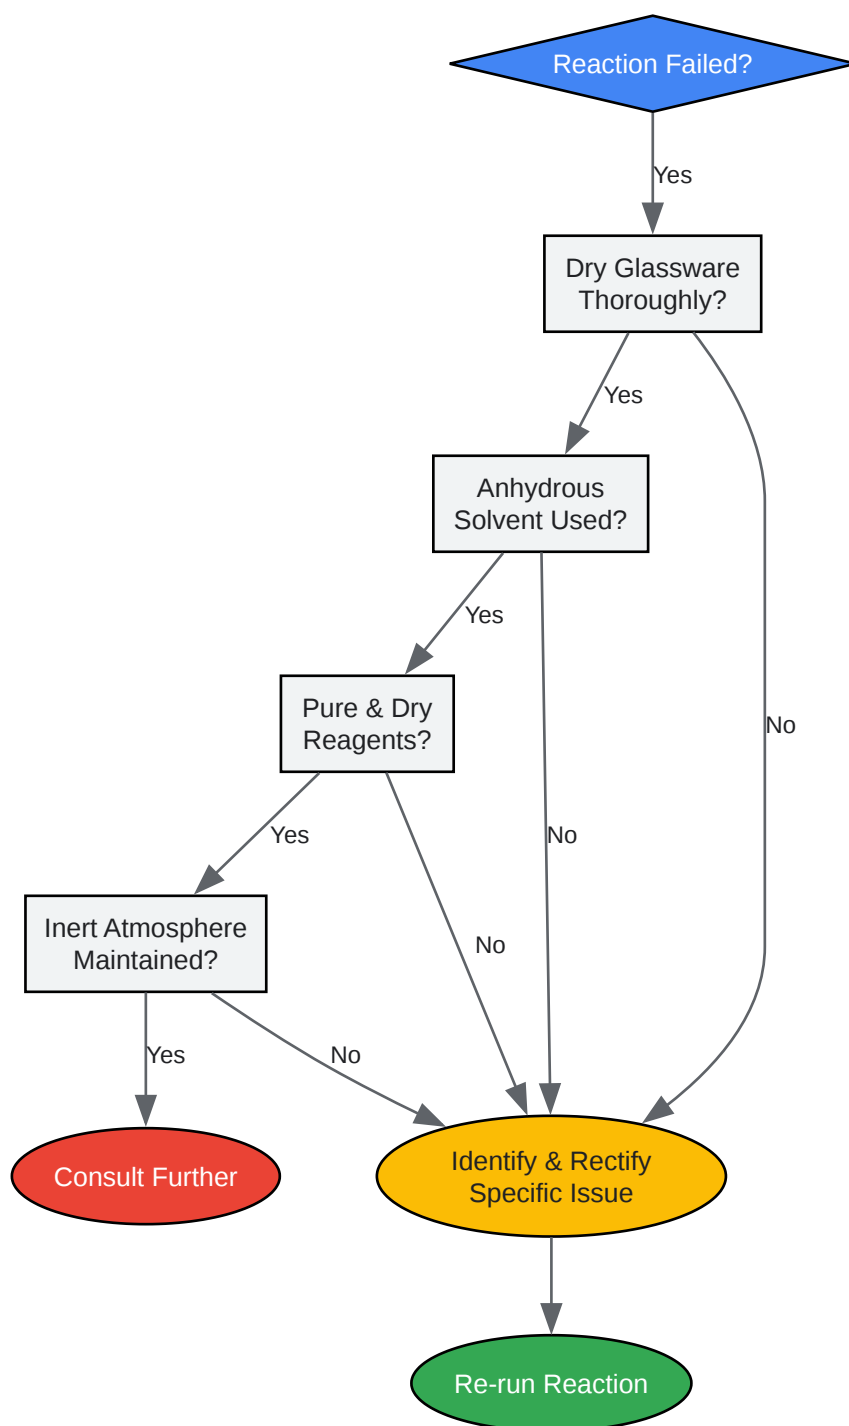 Reaction Failed?
Yes
Dry Glassware
Thoroughly?
Yes
Anhydrous
Solvent Used?
Yes
Pure & Dry
Reagents?
No
Yes
No
Inert Atmosphere
Maintained?
No
Yes
No
Consult Further
Identify & Rectify
Specific Issue
Re-run Reaction